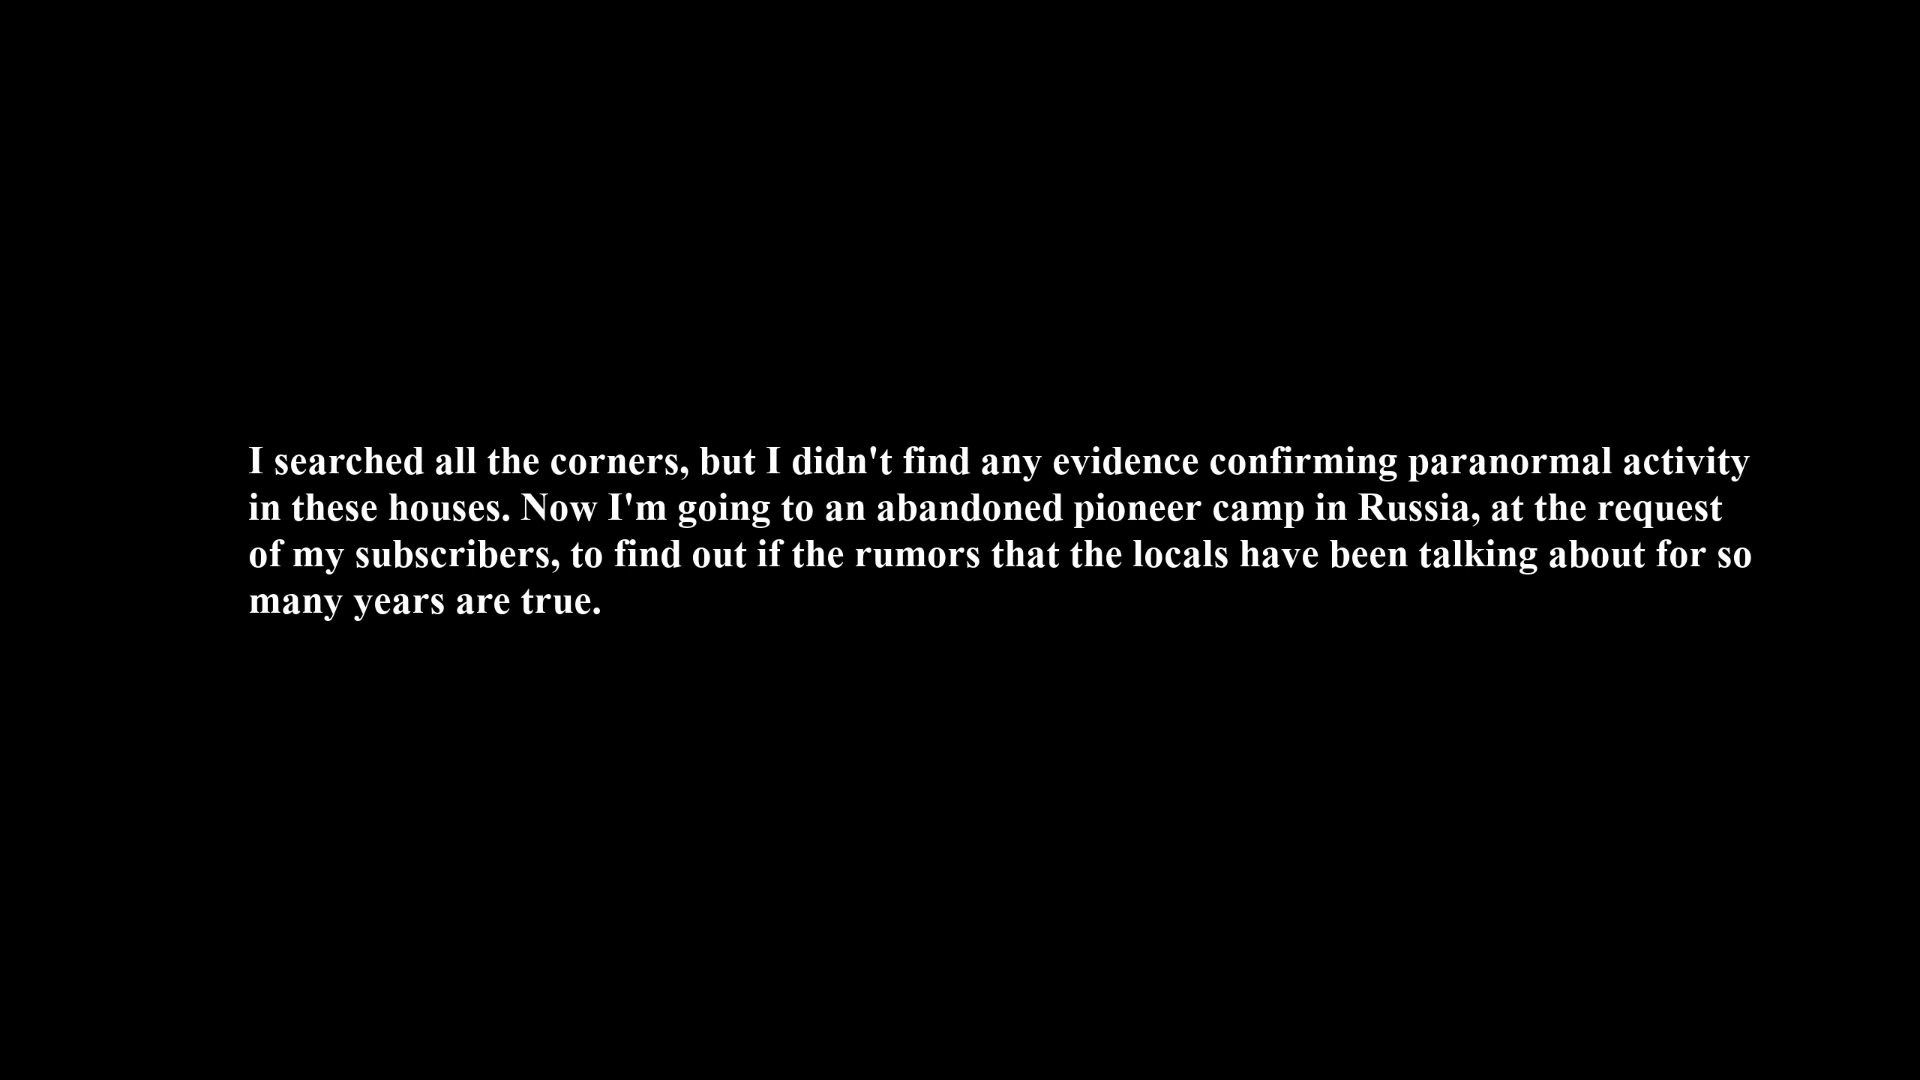 I searched all the corners, but I didn't find any evidence confirming paranormal activity
in these houses. Now I'm going to an abandoned pioneer camp in Russia, at the request
of my subscribers, to find out if the rumors that the locals have been talking about for so
many years are true.